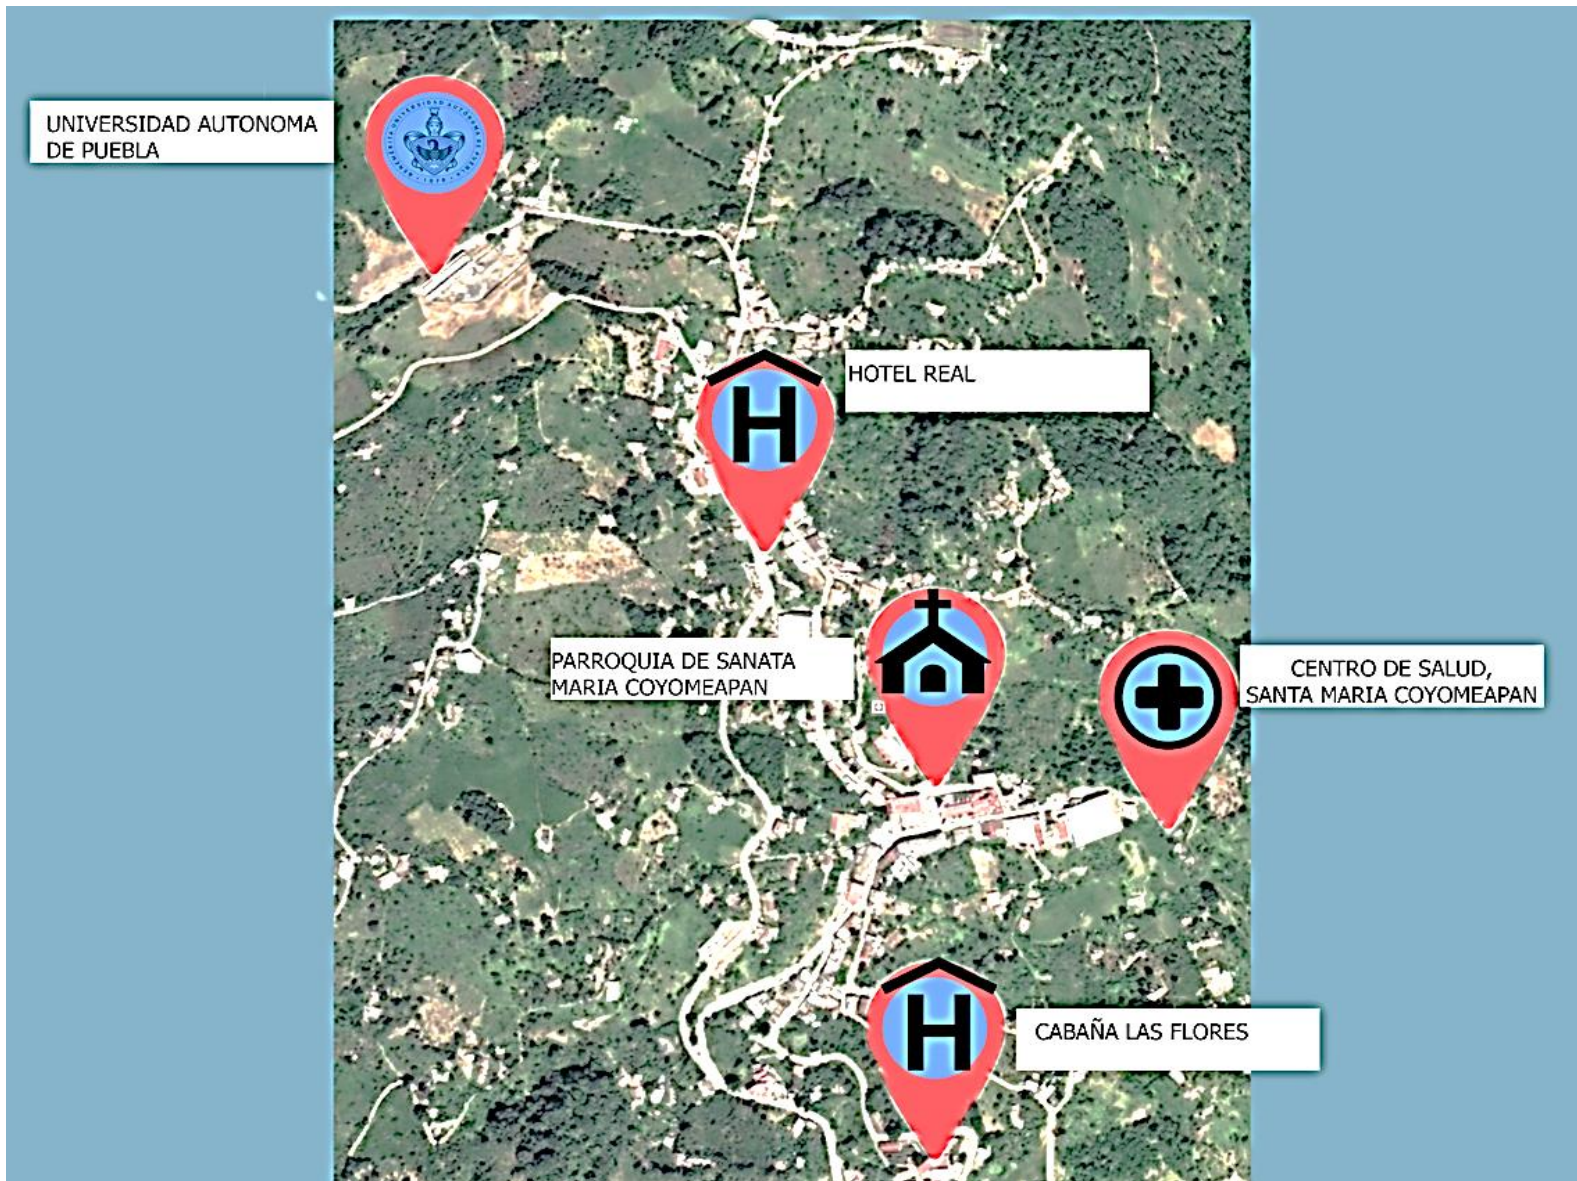 UNIVERSIDAD AUTONOMA
DE PUEBLA
HOTEL REAL
H
PARROQUIA DE SANATA
MARIA COYOMEAPAN
CENTRO DE SALUD,
SANTA MARIA COYOMEAPAN
H
CABAÑA LAS FLORES